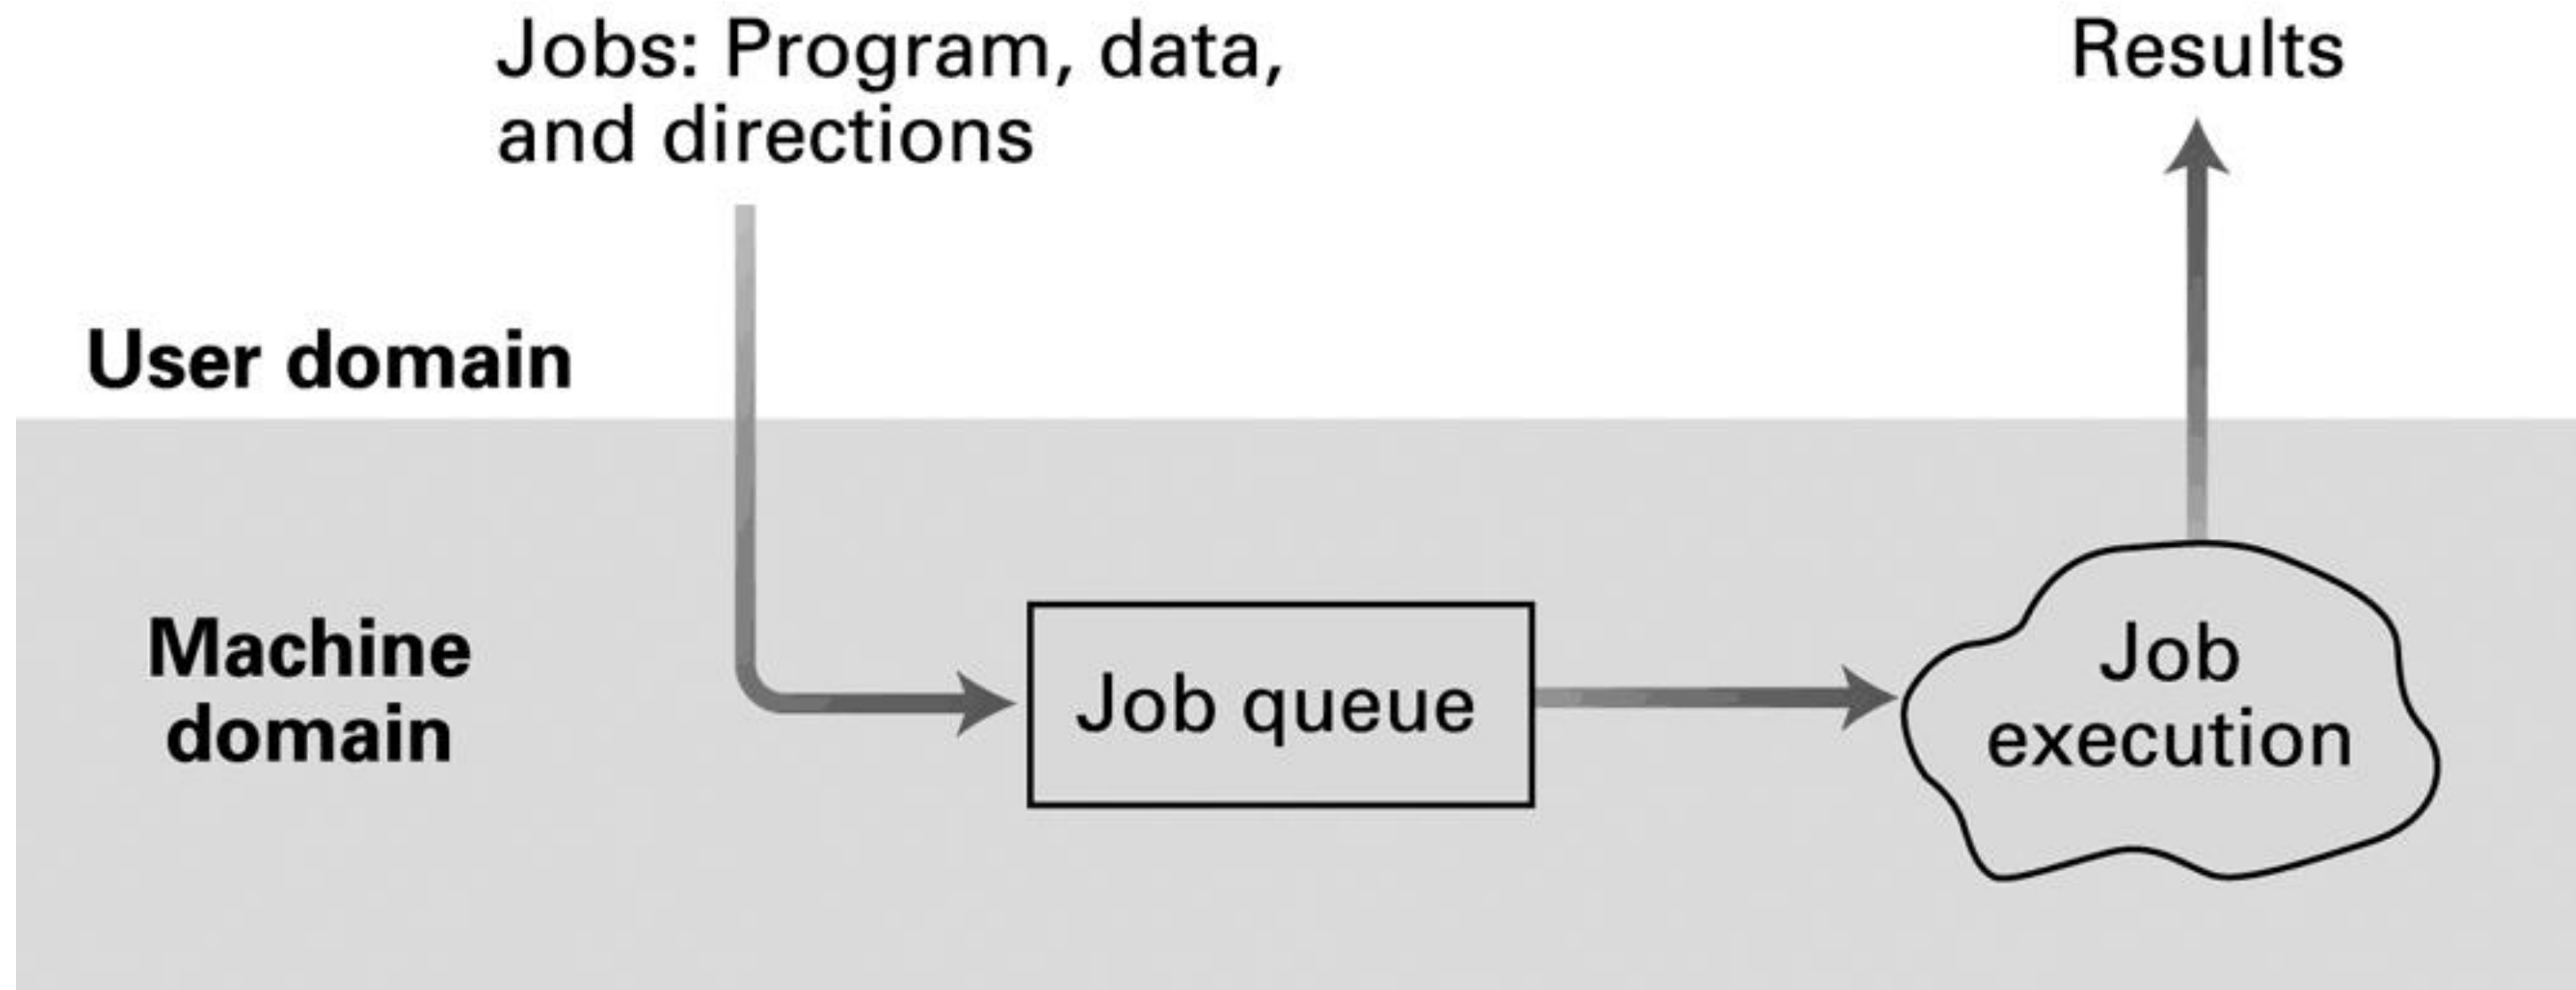 Jobs: Program, data,
and directions
Results
User domain
Machine
domain
Job queue
Job
execution